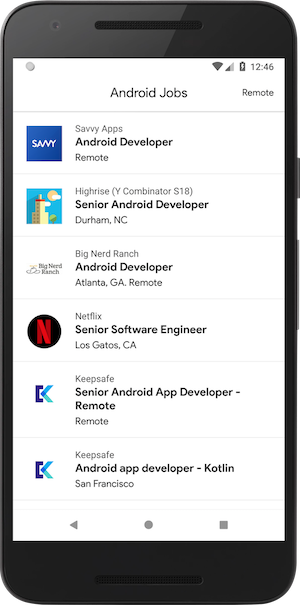 12:46
Android Jobs
Remote
Savvy Apps
SAVVY
Android Developer
Remote
Highrise (Y Combinator S18)
Senior Android Developer
Durham, NC
Big Nerd Ranch
Big Nerd
Ranch
Android Developer
Atlanta, GA. Remote
Netflix
N
Senior Software Engineer
Los Gatos, CA
Keepsafe
Senior Android App Developer -
Remote
Remote
Keepsafe
Android app developer - Kotlin
San Francisco